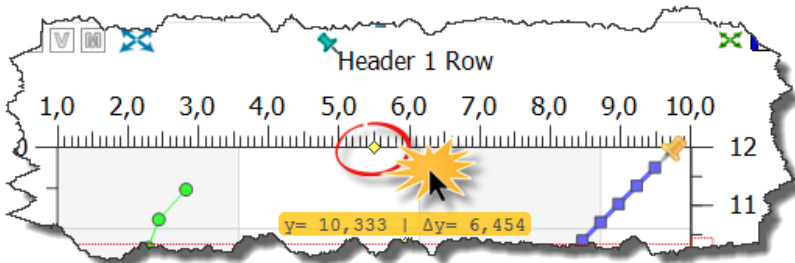 V M
Header 1 Row
1,0 2,0 3,0 4,0 5,0 6,0 7,0 8,0 9,0 10,0
12
11
y= 10,333 | Δy= 6,454